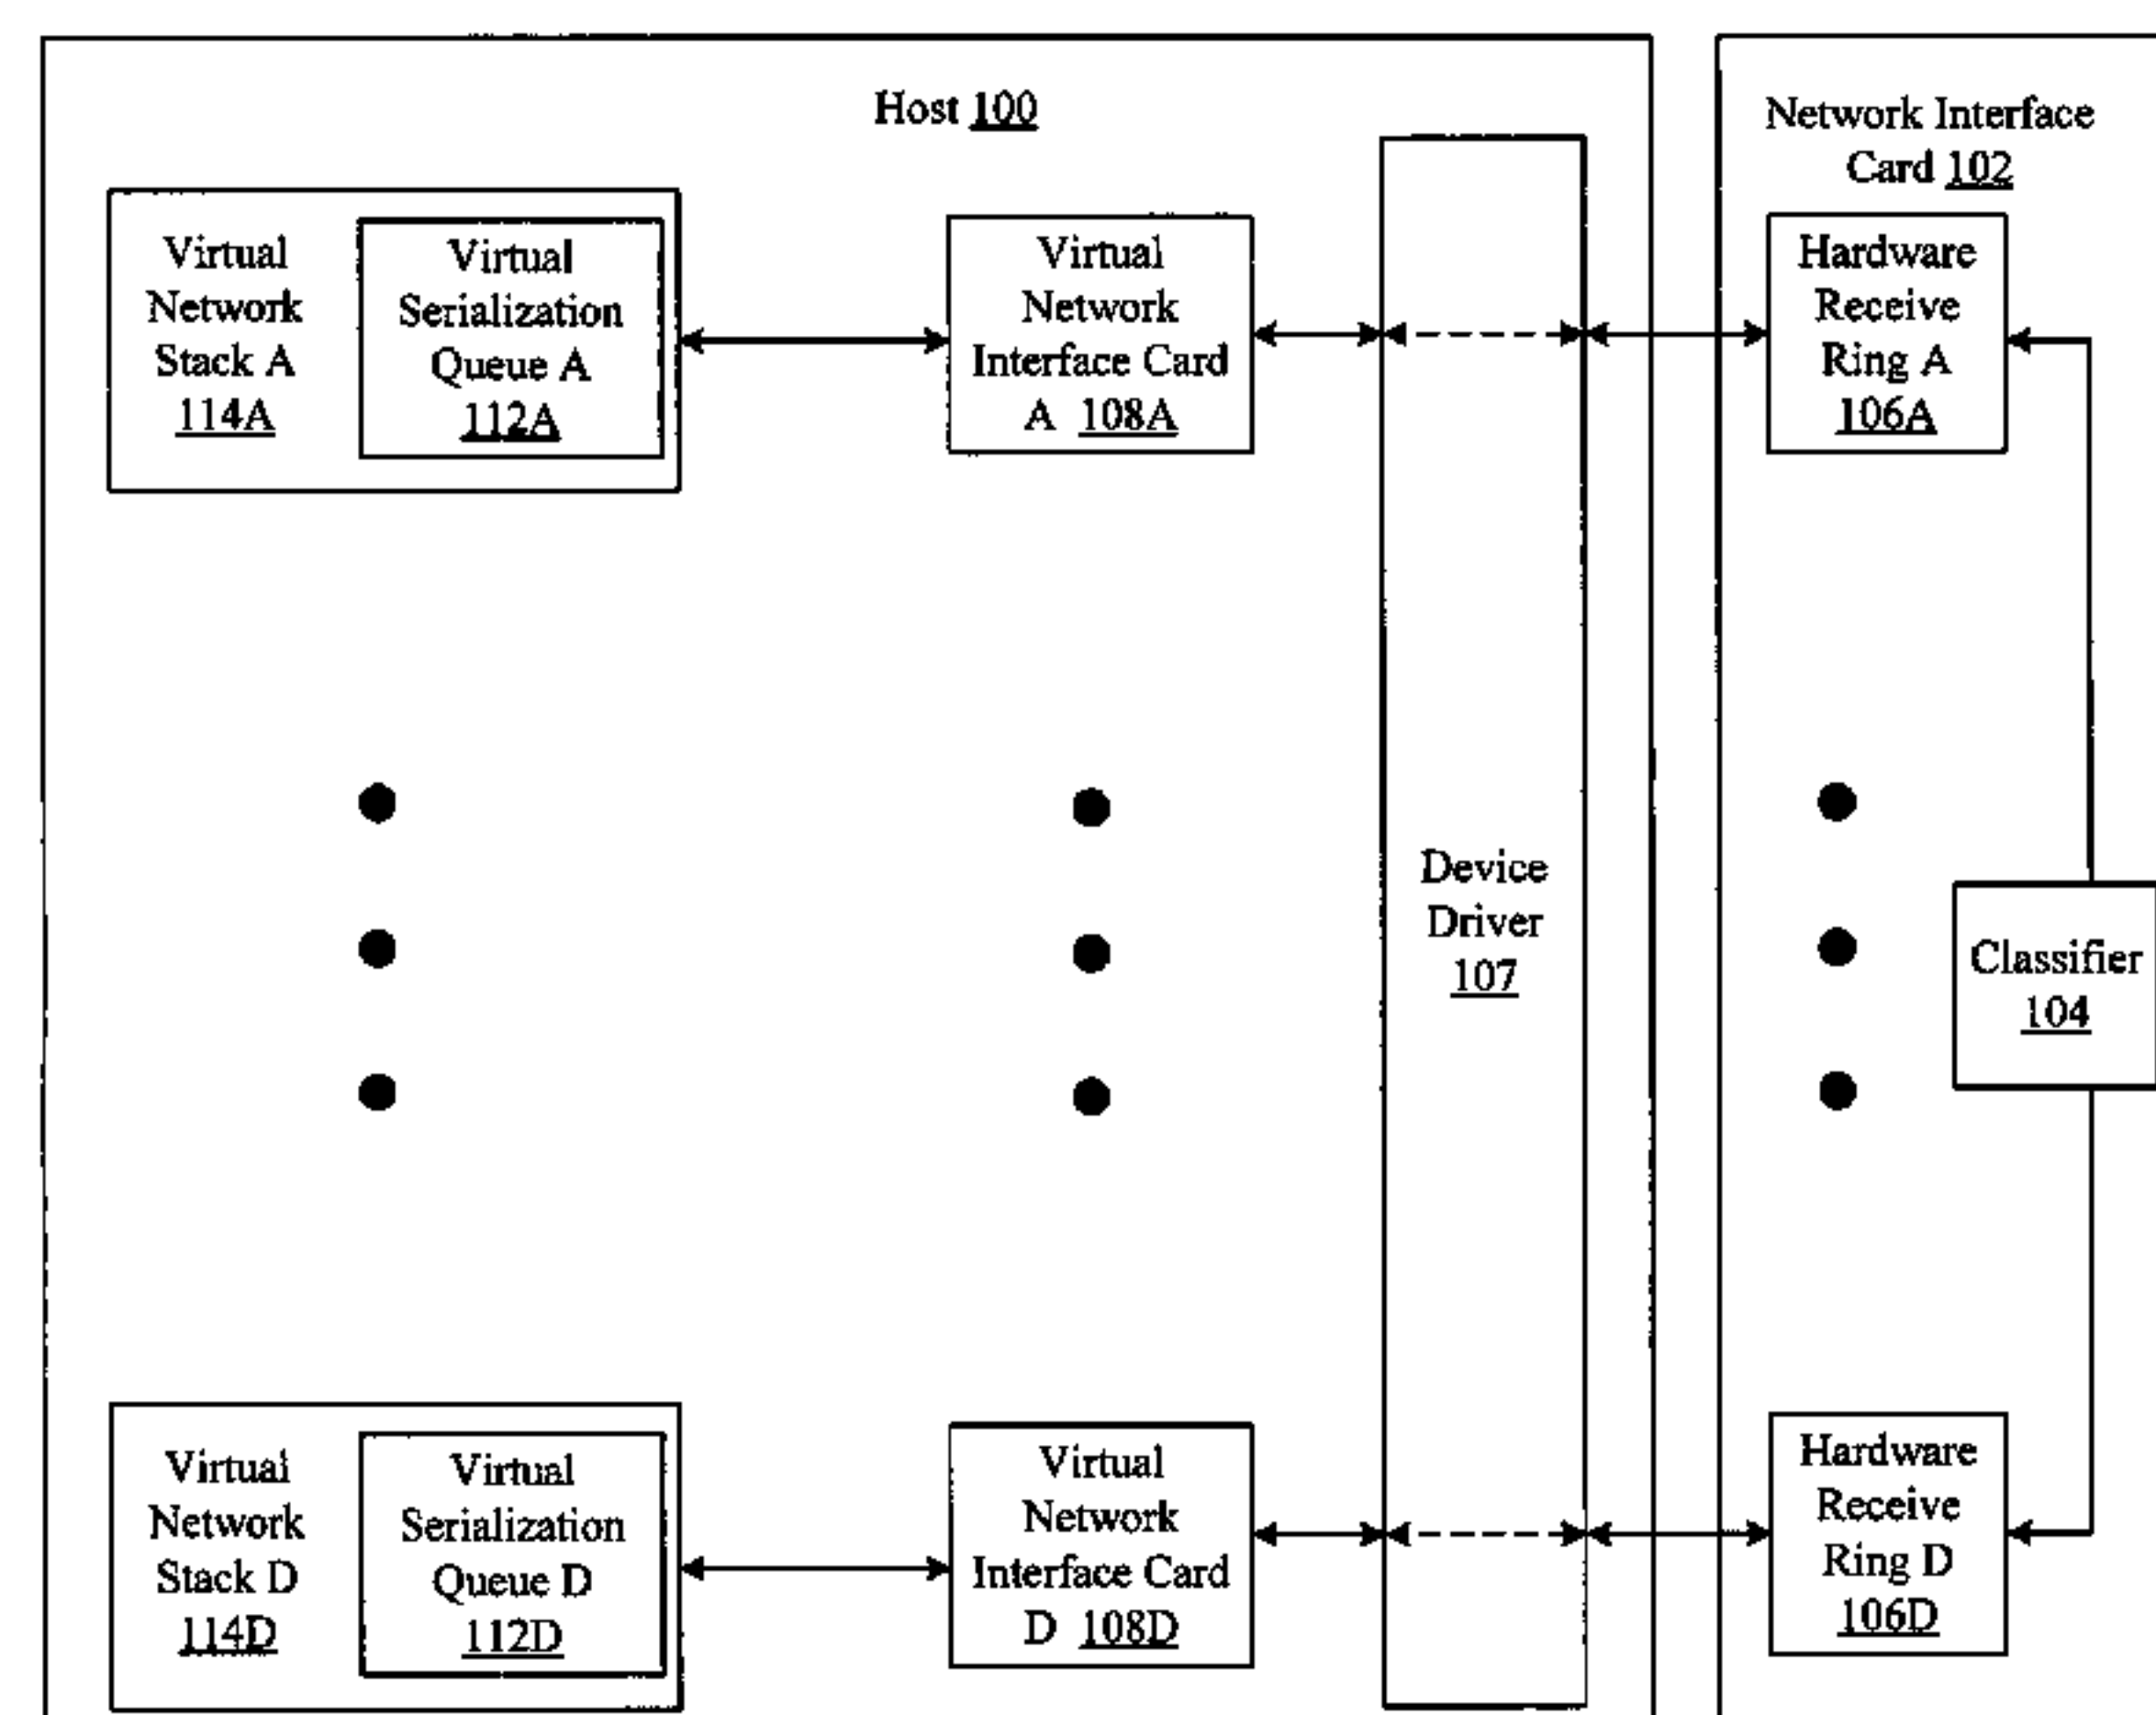 Host 100
Network Interface
Card 102
Virtual
Network
Stack A
114A
Virtual
Serialization
Queue A
112A
Virtual
Network
Interface Card
A 108A
Hardware
Receive
Ring A
106A
Device
Driver
107
Classifier
104
Virtual
Network
Stack D
114D
Virtual
Serialization
Queue D
112D
Virtual
Network
Interface Card
D 108D
Hardware
Receive
Ring D
106D